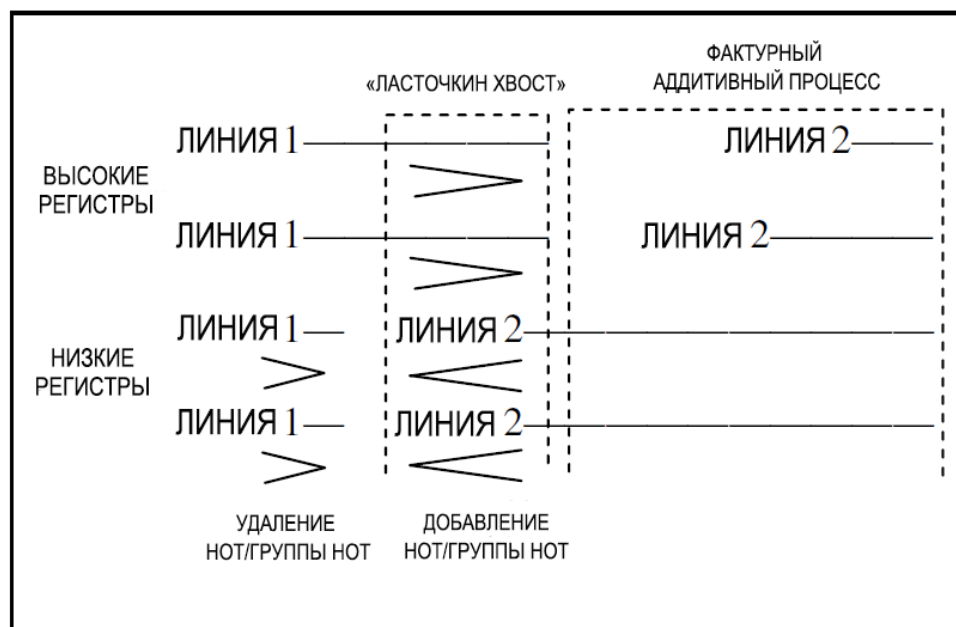 ФАКТУРНЫЙ
АДДИТИВНЫЙ ПРОЦЕСС
«ЛАСТОЧКИН ХВОСТ»
ВЫСОКИЕ
РЕГИСТРЫ
ЛИНИЯ 1
ЛИНИЯ 2
ЛИНИЯ 1
ЛИНИЯ 2
НИЗКИЕ
РЕГИСТРЫ
ЛИНИЯ 1
ЛИНИЯ 2
ЛИНИЯ 1
ЛИНИЯ 2
УДАЛЕНИЕ
НОТ/ГРУППЫ НОТ
ДОБАВЛЕНИЕ
НОТ/ГРУППЫ НОТ